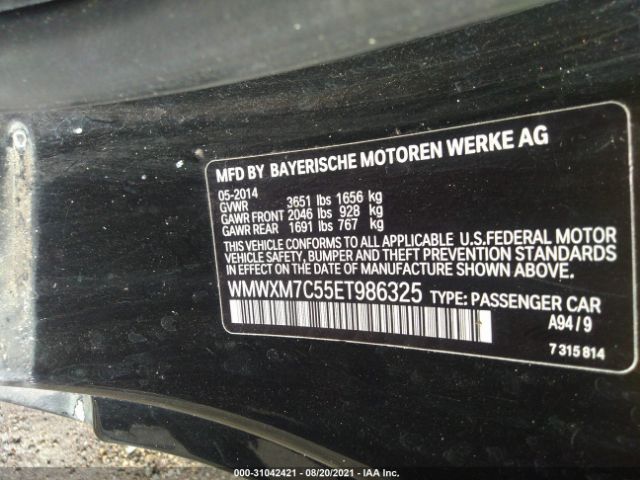 MFD BY BAYERISCHE MOTOREN WERKE AG
05-2014
GVWR 3651 lbs 1656 kg
GAWR FRONT 2046 lbs 928 kg
GAWR REAR 1691 lbs 767 kg
THIS VEHICLE CONFORMS TO ALL APPLICABLE U.S.FEDERAL MOTOR
VEHICLE SAFETY, BUMPER AND THEFT PREVENTION STANDARDS
IN EFFECT ON THE DATE OF MANUFACTURE SHOWN ABOVE.
WMWXM7C55ET986325 TYPE: PASSENGER CAR
A94/9
7 315 814
000-31042421 - 08/20/2021 - IAA Inc.